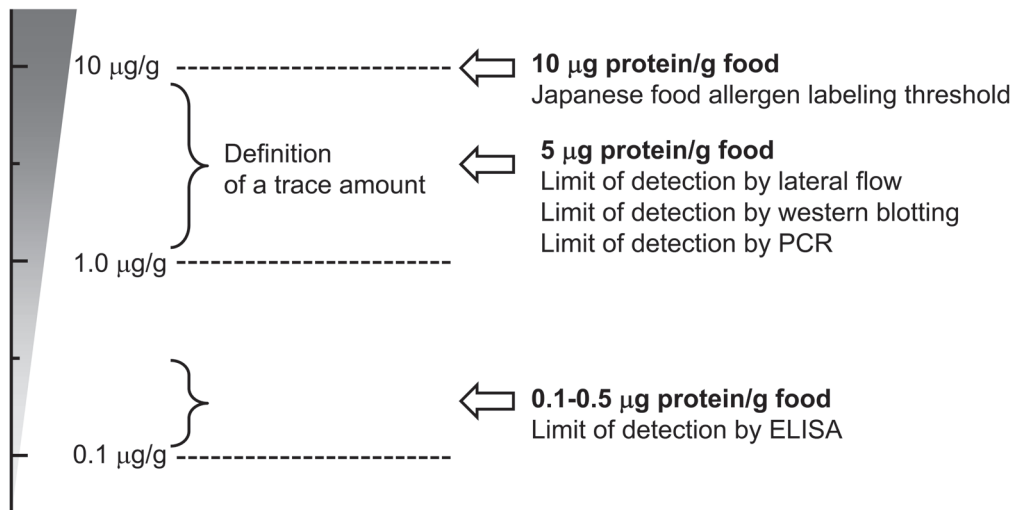 10 μg/g
10 μg protein/g food
Japanese food allergen labeling threshold
Definition
of a trace amount
5 μg protein/g food
Limit of detection by lateral flow
Limit of detection by western blotting
Limit of detection by PCR
1.0 μg/g
0.1-0.5 μg protein/g food
Limit of detection by ELISA
0.1 μg/g